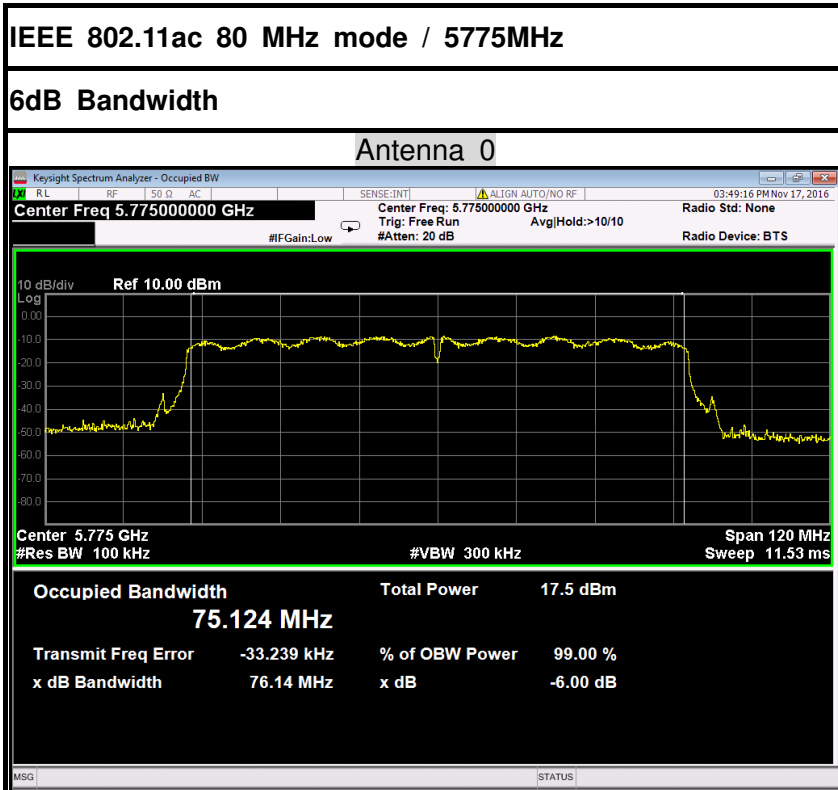 IEEE 802.11ac 80 MHz mode / 5775MHz
6dB Bandwidth
Antenna 0
Keysight Spectrum Analyzer - Occupied BW
LXI RL RF 50 Ω AC SENSE:INT ALIGN AUTO/NO RF 03:49:16 PM Nov 17, 2016
Center Freq 5.775000000 GHz Center Freq: 5.775000000 GHz Radio Std: None
Trig: Free Run Avg|Hold:>10/10
#IFGain:Low #Atten: 20 dB Radio Device: BTS
10 dB/div Ref 10.00 dBm
Log
0.00
-10.0
-20.0
-30.0
-40.0
-50.0
-60.0
-70.0
-80.0
Center 5.775 GHz Span 120 MHz
#Res BW 100 kHz #VBW 300 kHz Sweep 11.53 ms
Occupied Bandwidth Total Power 17.5 dBm
75.124 MHz
Transmit Freq Error -33.239 kHz % of OBW Power 99.00 %
x dB Bandwidth 76.14 MHz x dB -6.00 dB
MSG STATUS